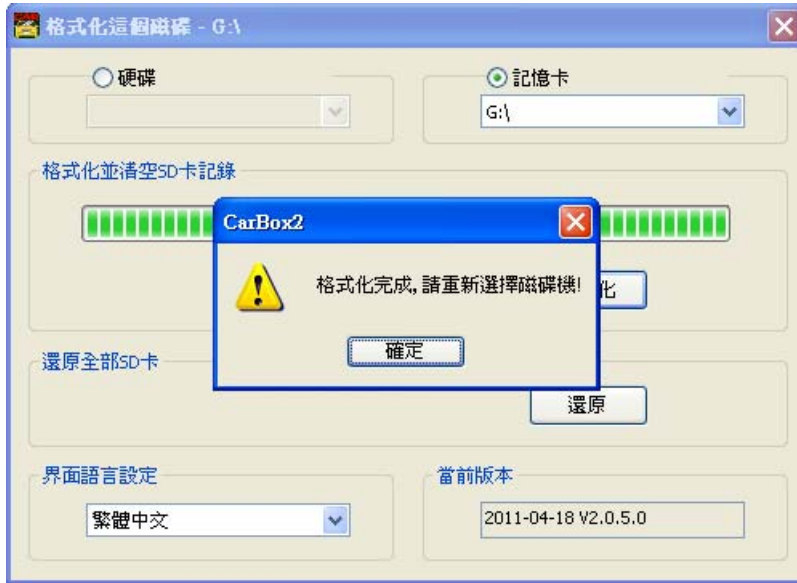 格式化這個磁碟 - G:\
硬碟
記憶卡
G:\
格式化並清空SD卡記錄
CarBox2
格式化完成,請重新選擇磁碟機!
化
確定
還原全部SD卡
還原
界面語言設定
當前版本
繁體中文
2011-04-18 V2.0.5.0